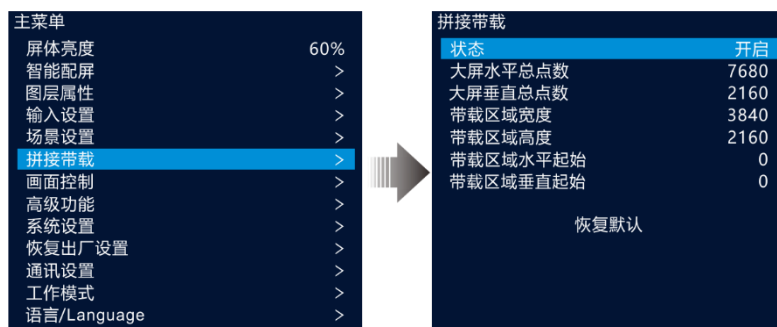 主菜单
屏体亮度 60%
智能配屏 >
图层属性 >
输入设置 >
场景设置 >
拼接带载 >
画面控制 >
高级功能 >
系统设置 >
恢复出厂设置 >
通讯设置 >
工作模式 >
语言/Language >
拼接带载
状态 开启
大屏水平总点数 7680
大屏垂直总点数 2160
带载区域宽度 3840
带载区域高度 2160
带载区域水平起始 0
带载区域垂直起始 0
恢复默认